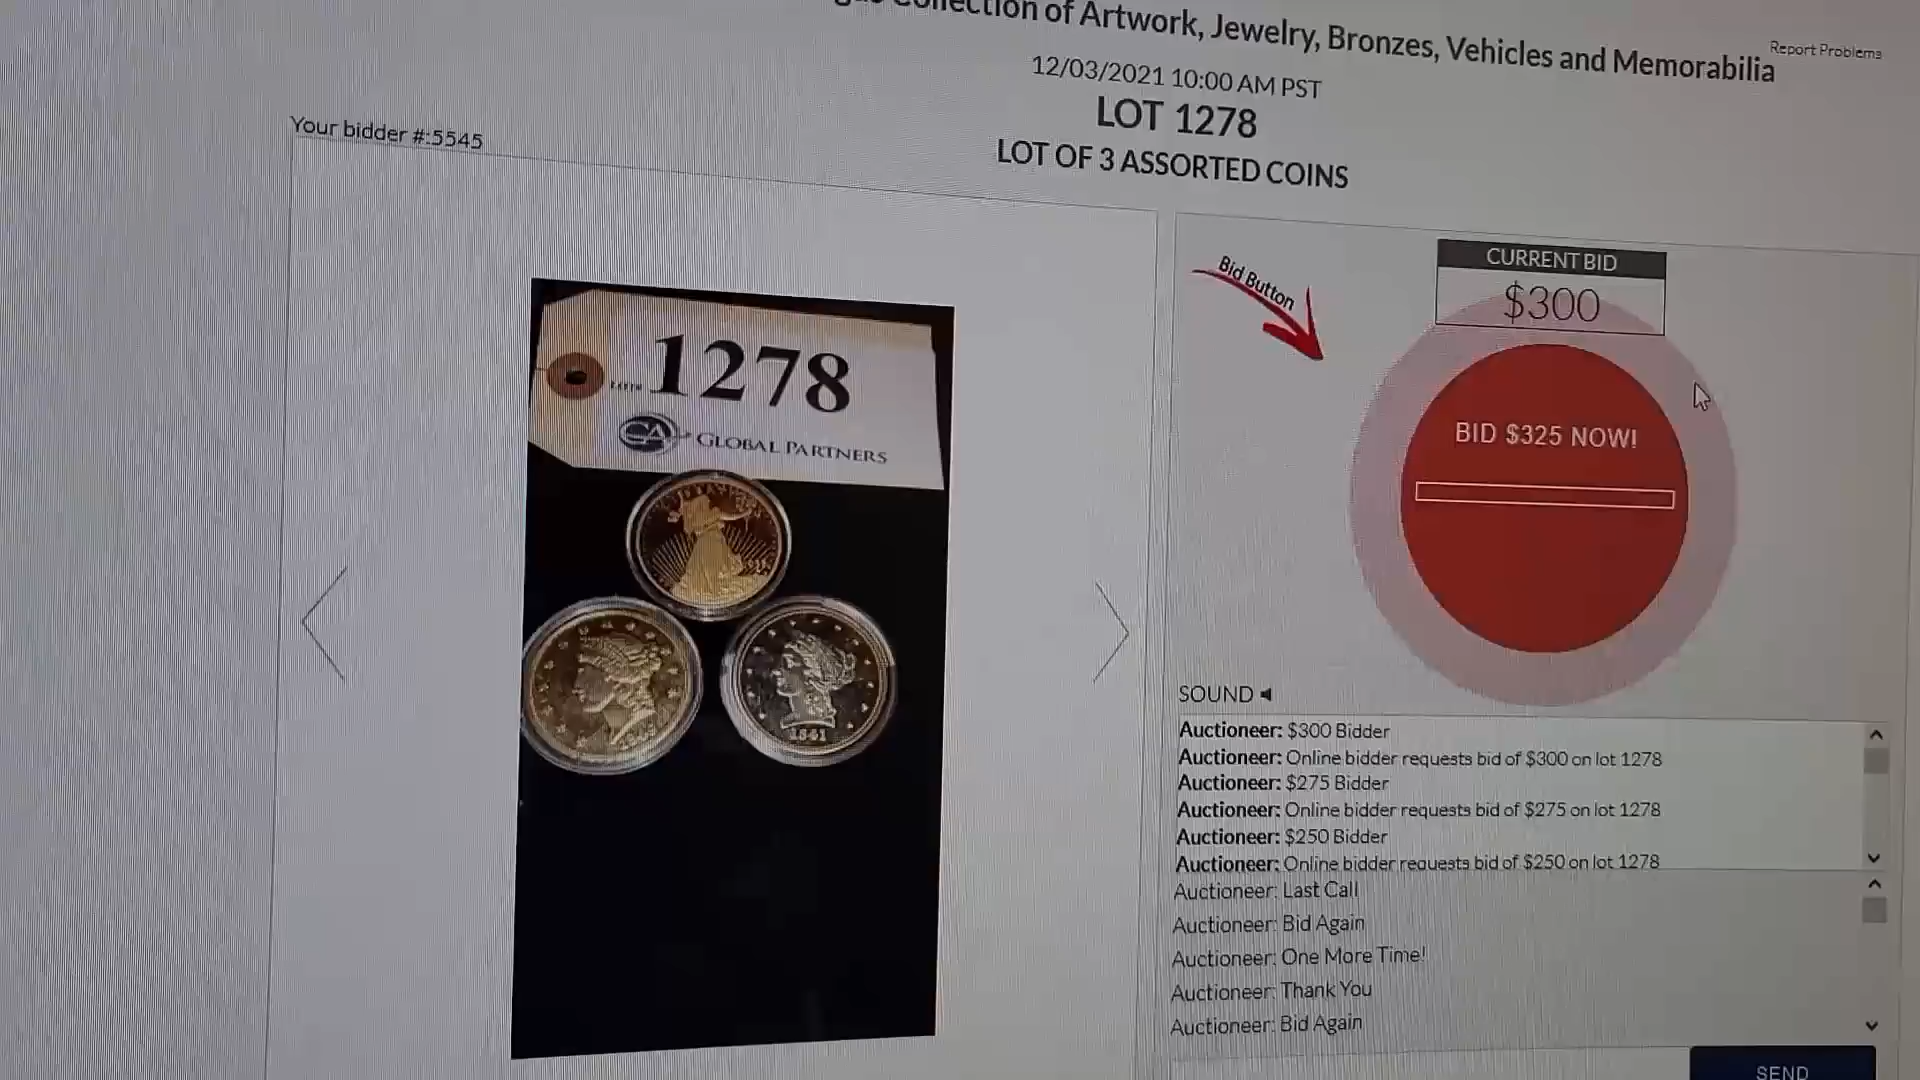 Collection of Artwork, Jewelry, Bronzes, Vehicles and Memorabilia
Report Problems
12/03/2021 10:00 AM PST
LOT 1278
LOT OF 3 ASSORTED COINS
Your bidder #:5545
1278
GA GLOBAL PARTNERS
1841
Bid Button
CURRENT BID
$300
BID $325 NOW!
SOUND
Auctioneer: $300 Bidder
Auctioneer: Online bidder requests bid of $300 on lot 1278
Auctioneer: $275 Bidder
Auctioneer: Online bidder requests bid of $275 on lot 1278
Auctioneer: $250 Bidder
Auctioneer: Online bidder requests bid of $250 on lot 1278
Auctioneer: Last Call
Auctioneer: Bid Again
Auctioneer: One More Time!
Auctioneer: Thank You
Auctioneer: Bid Again
SEND